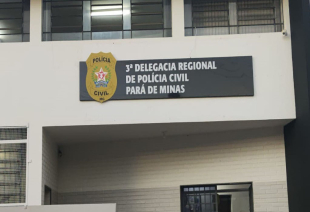 POLÍCIA
CIVIL
3ª DELEGACIA REGIONAL
DE POLÍCIA CIVIL
PARÁ DE MINAS